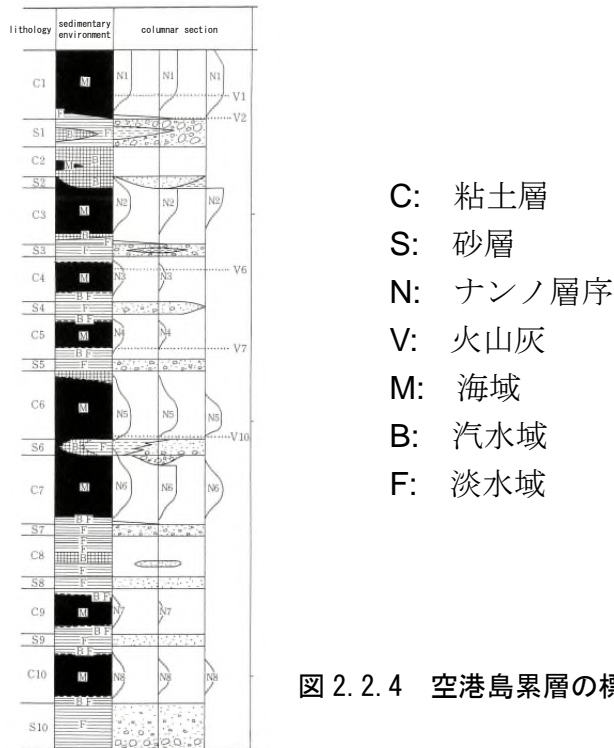 lithology sedimentary environment columnar section
C1 M N1 N1 N1
V1
F V2
S1 B F
C2 B
M
S2 B
C3 M N2 N2 N2
B
F
S3 F
V6
C4 M N3 N3
B F
S4 F
B F
C5 M N4 N4
B F V7
S5 F
C6 M N5 N5 N5
V10
S6 B F
C7 M N6 N6 N6
B F
S7 F
F
F
C8 B
F
S8 F
B F
C9 M N7 N7
B F
S9 F
B F
C10 M N8 N8 N8
B F
S10 F
C: 粘土層
S: 砂層
N: ナンノ層序
V: 火山灰
M: 海域
B: 汽水域
F: 淡水域
図 2.2.4 空港島累層の